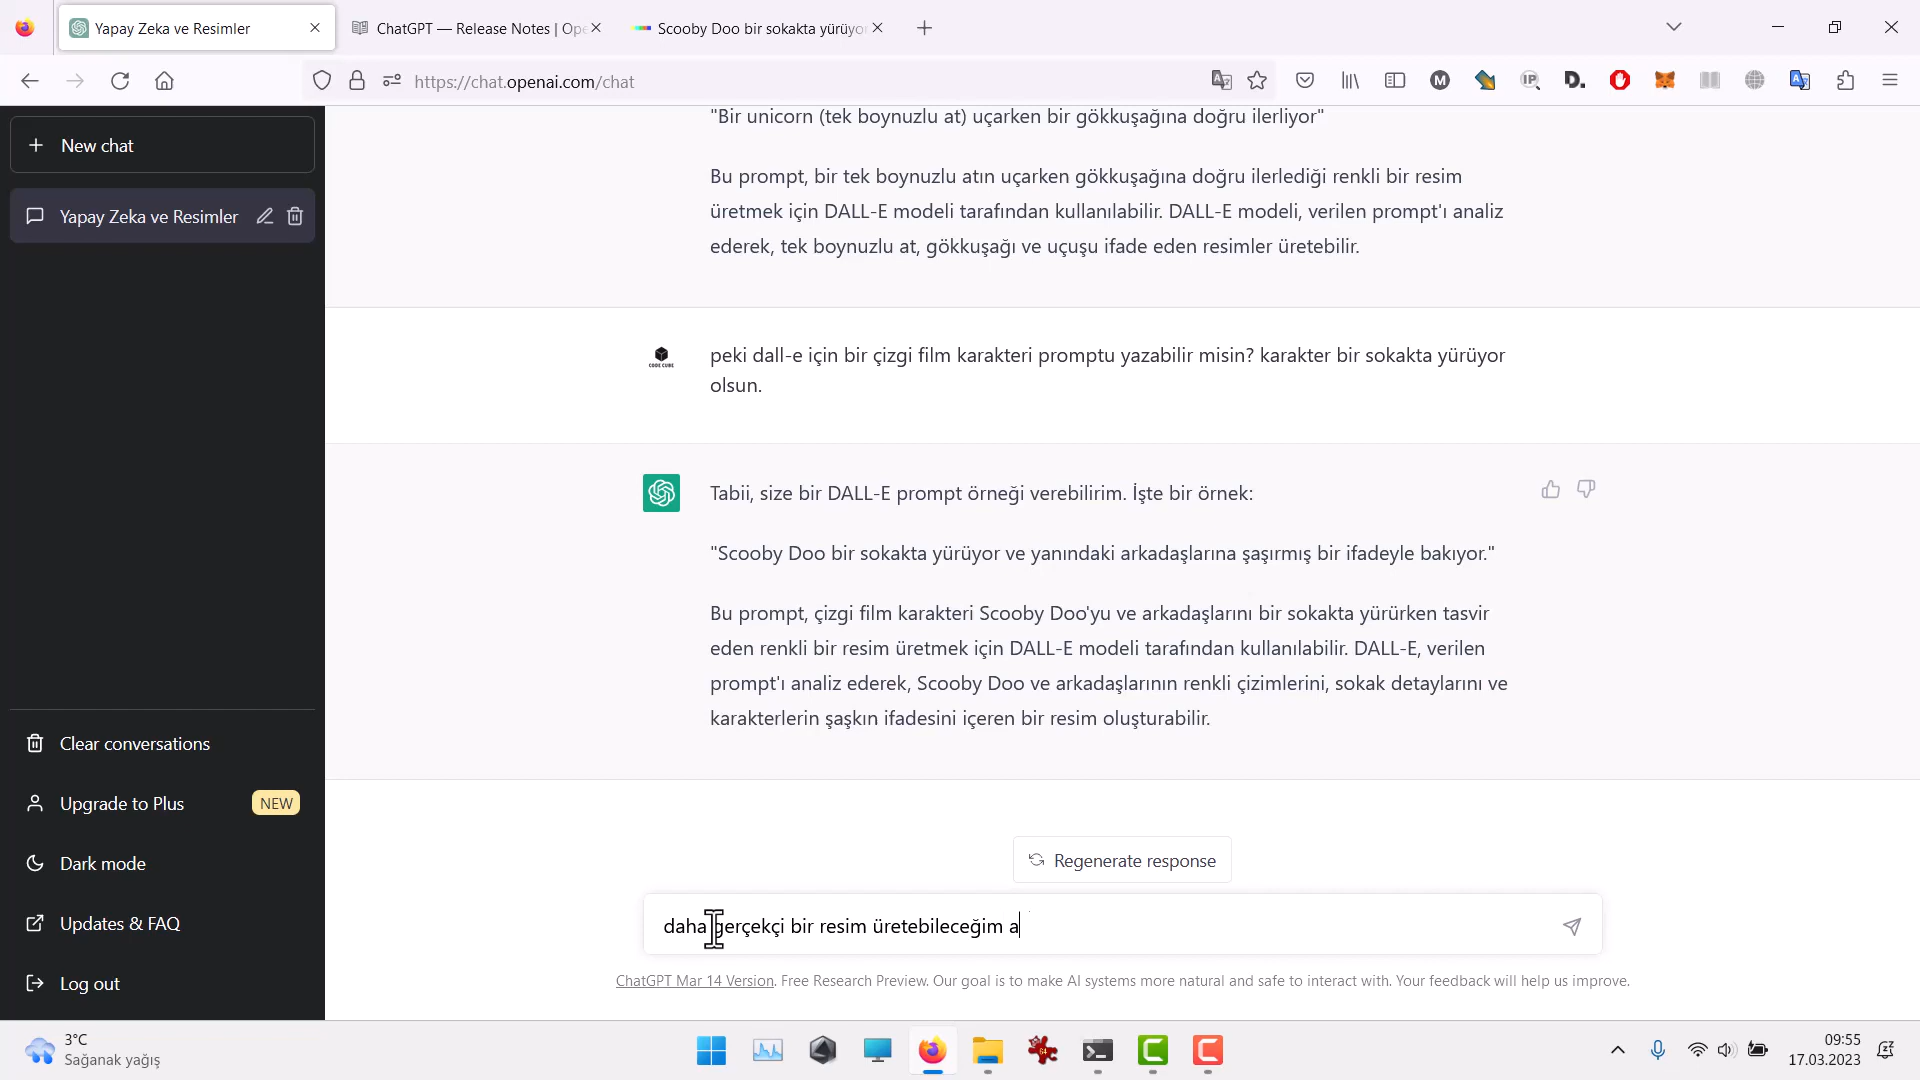 Yapay Zeka ve Resimler
ChatGPT — Release Notes | Ope
Scooby Doo bir sokakta yürüyo
https://chat.openai.com/chat
New chat
Yapay Zeka ve Resimler
"Bir unicorn (tek boynuzlu at) uçarken bir gökkuşağına doğru ilerliyor"
Bu prompt, bir tek boynuzlu atın uçarken gökkuşağına doğru ilerlediği renkli bir resim
üretmek için DALL-E modeli tarafından kullanılabilir. DALL-E modeli, verilen prompt'ı analiz
ederek, tek boynuzlu at, gökkuşağı ve uçuşu ifade eden resimler üretebilir.
CODE CUBE
peki dall-e için bir çizgi film karakteri promptu yazabilir misin? karakter bir sokakta yürüyor
olsun.
Tabii, size bir DALL-E prompt örneği verebilirim. İşte bir örnek:
"Scooby Doo bir sokakta yürüyor ve yanındaki arkadaşlarına şaşırmış bir ifadeyle bakıyor."
Bu prompt, çizgi film karakteri Scooby Doo'yu ve arkadaşlarını bir sokakta yürürken tasvir
eden renkli bir resim üretmek için DALL-E modeli tarafından kullanılabilir. DALL-E, verilen
prompt'ı analiz ederek, Scooby Doo ve arkadaşlarının renkli çizimlerini, sokak detaylarını ve
karakterlerin şaşkın ifadesini içeren bir resim oluşturabilir.
Clear conversations
Upgrade to Plus NEW
Dark mode
Updates & FAQ
Log out
Regenerate response
daha gerçekçi bir resim üretebileceğim a
ChatGPT Mar 14 Version. Free Research Preview. Our goal is to make AI systems more natural and safe to interact with. Your feedback will help us improve.
3°C
Sağanak yağış
09:55
17.03.2023